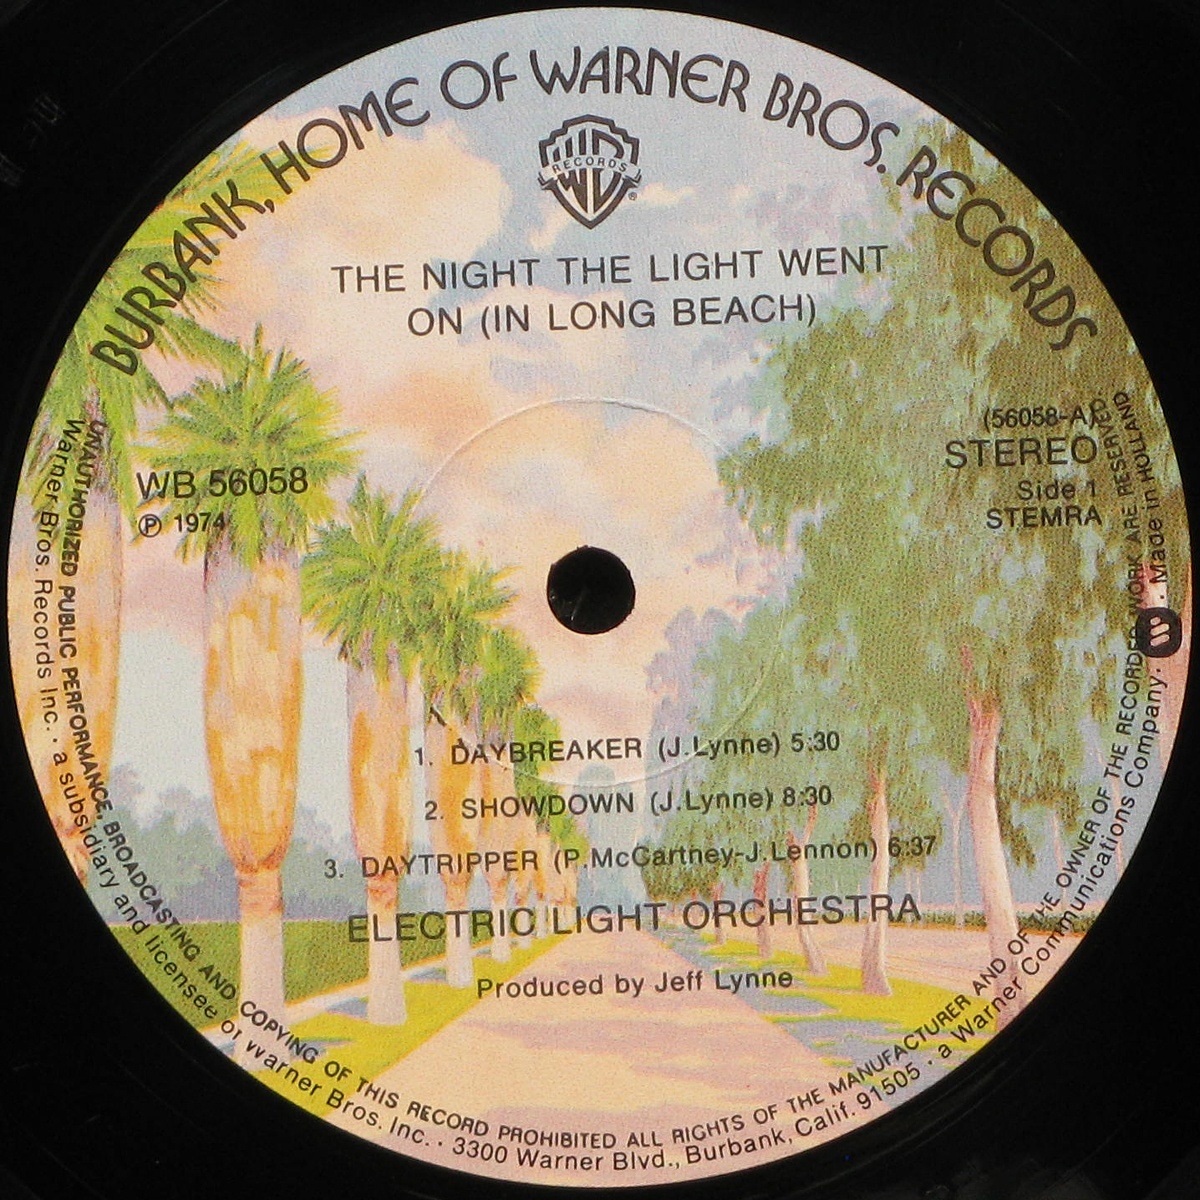 BURBANK, HOME OF WARNER BROS. RECORDS
WB
RECORDS
®
THE NIGHT THE LIGHT WENT
ON (IN LONG BEACH)
WB 56058
℗ 1974
(56058-A)
STEREO
Side 1
STEMRA
1. DAYBREAKER (J.Lynne) 5:30
2. SHOWDOWN (J.Lynne) 8:30
3. DAYTRIPPER (P.McCartney-J.Lennon) 6:37
ELECTRIC LIGHT ORCHESTRA
Produced by Jeff Lynne
UNAUTHORIZED PUBLIC PERFORMANCE, BROADCASTING AND COPYING OF THIS RECORD PROHIBITED ALL RIGHTS OF THE MANUFACTURER AND OF THE OWNER OF THE RECORDED WORK ARE RESERVED
Warner Bros. Records Inc. · a subsidiary and licensee of Warner Bros. Inc. · 3300 Warner Blvd., Burbank, Calif. 91505 · a Warner Communications Company. · Made in HOLLAND